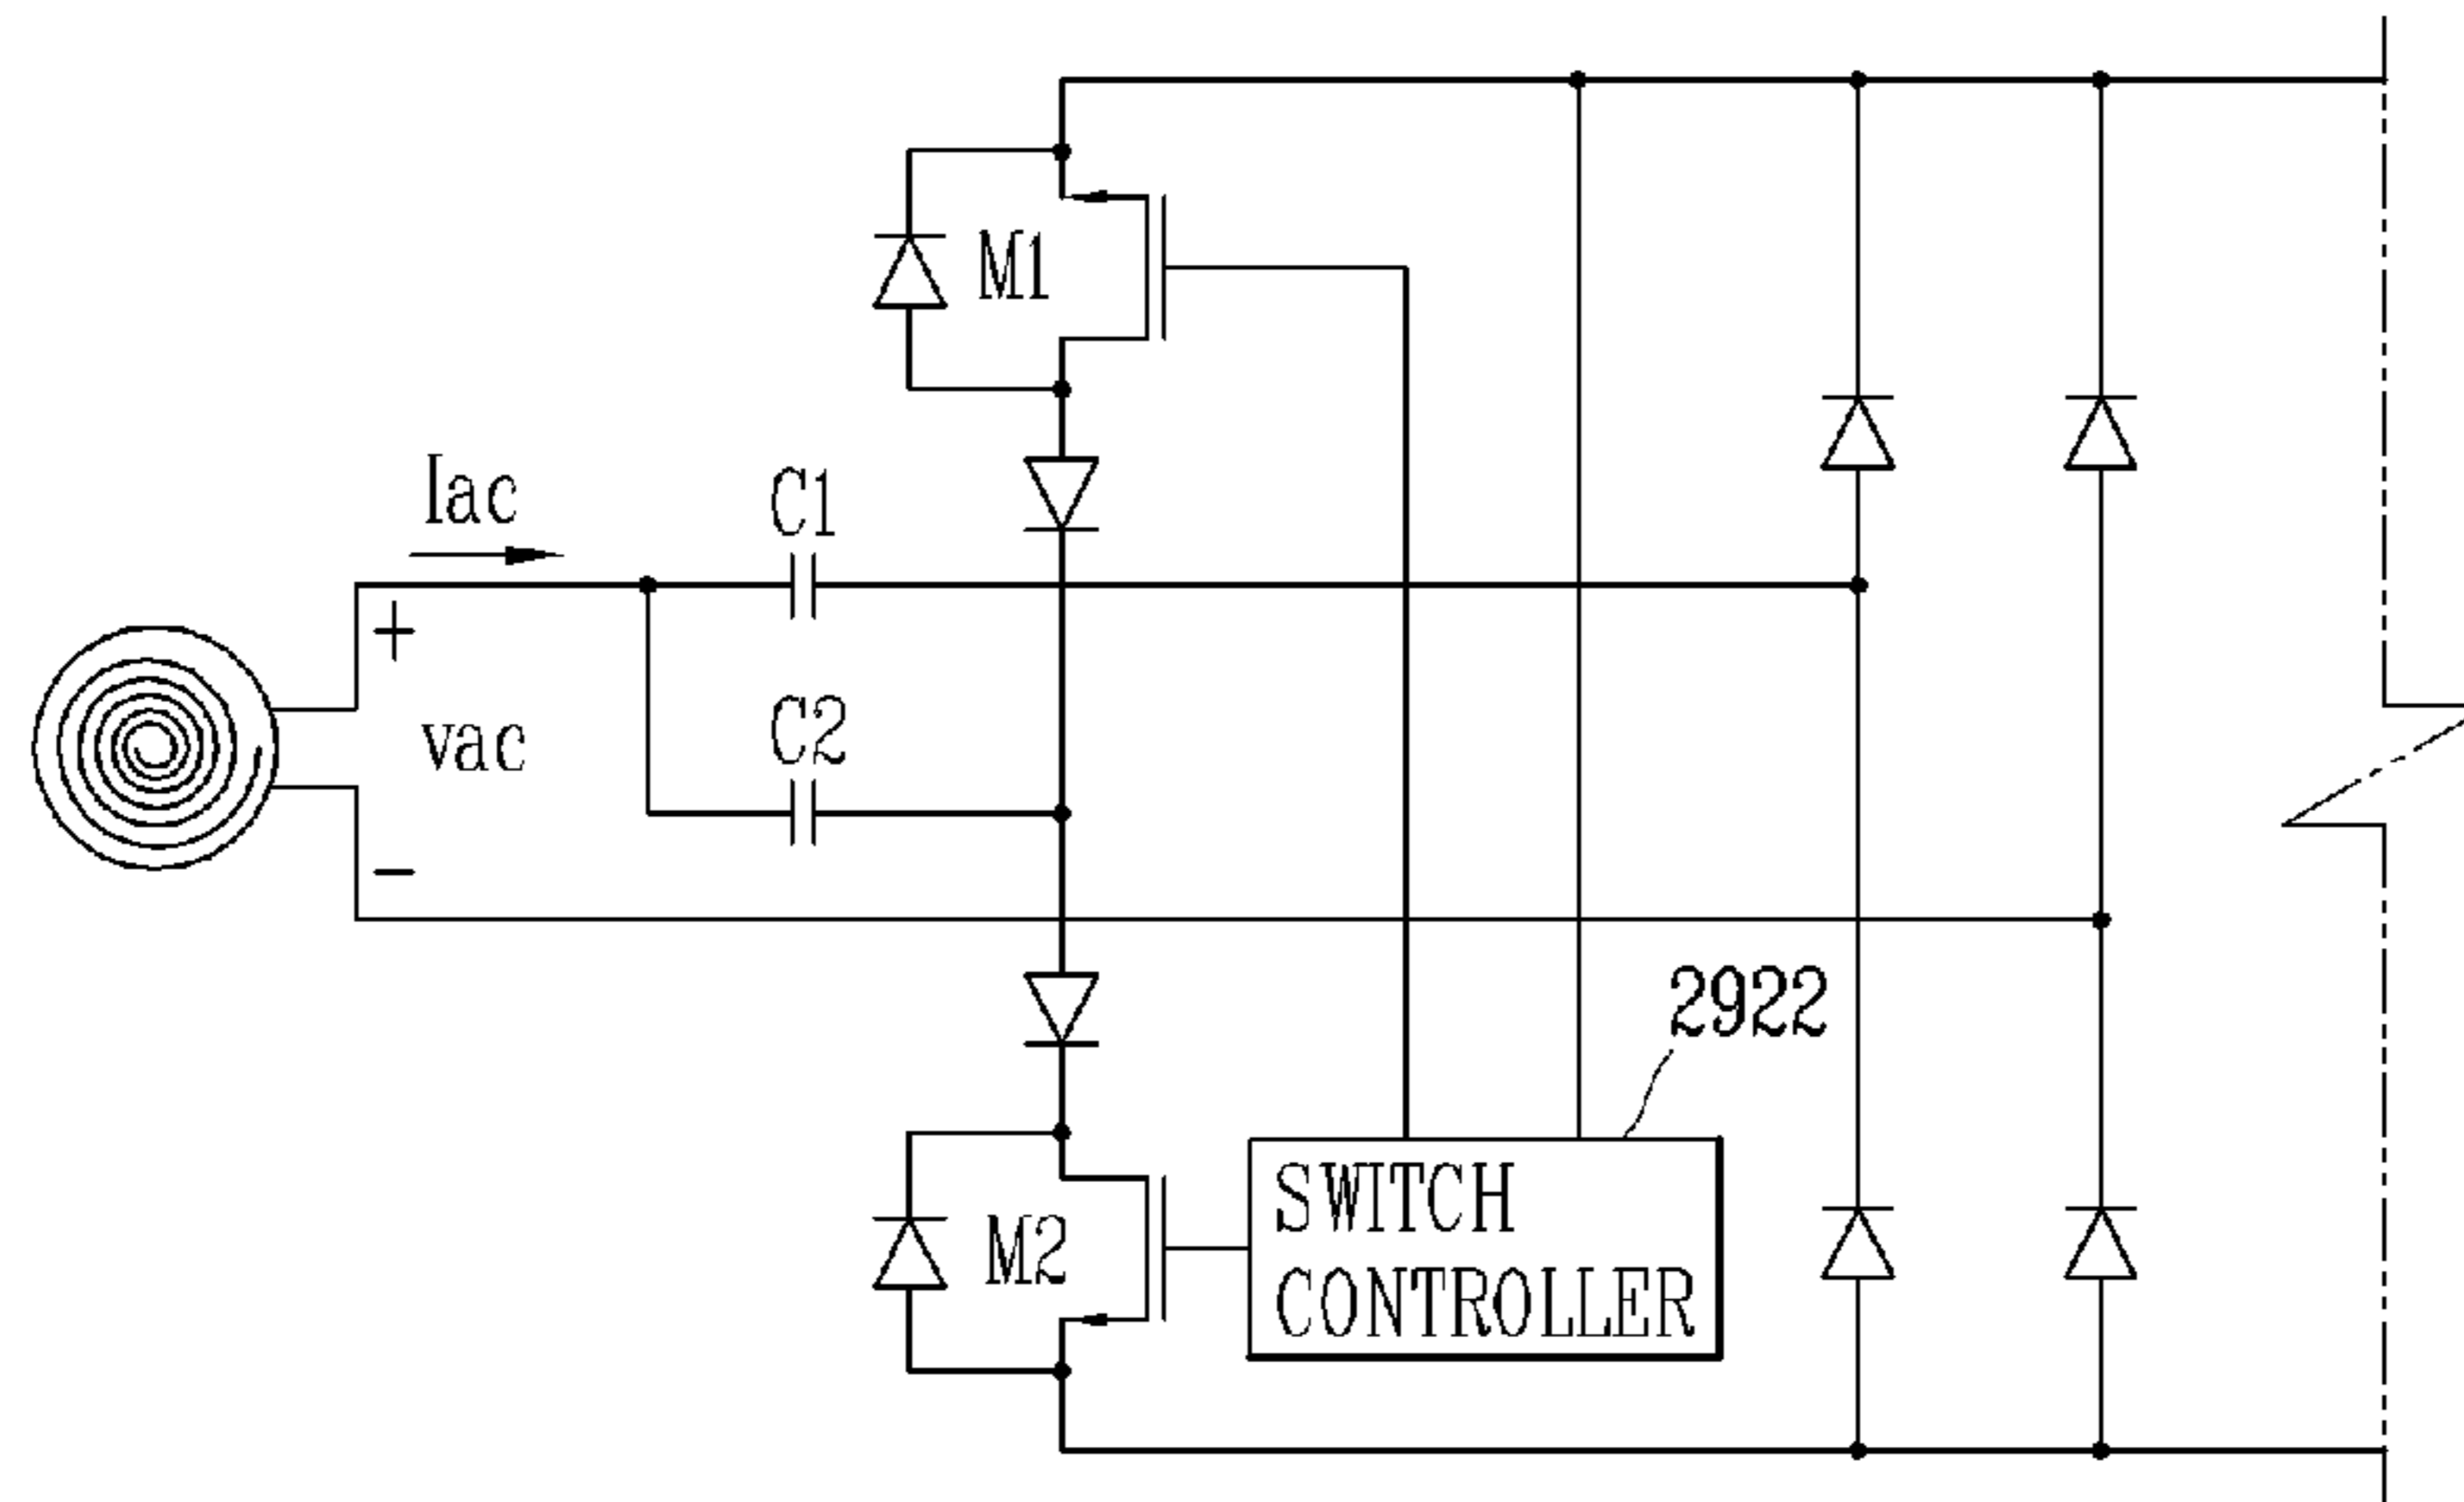 M1
Iac
C1
+
C2
vac
−
2922
M2
SWITCH
CONTROLLER